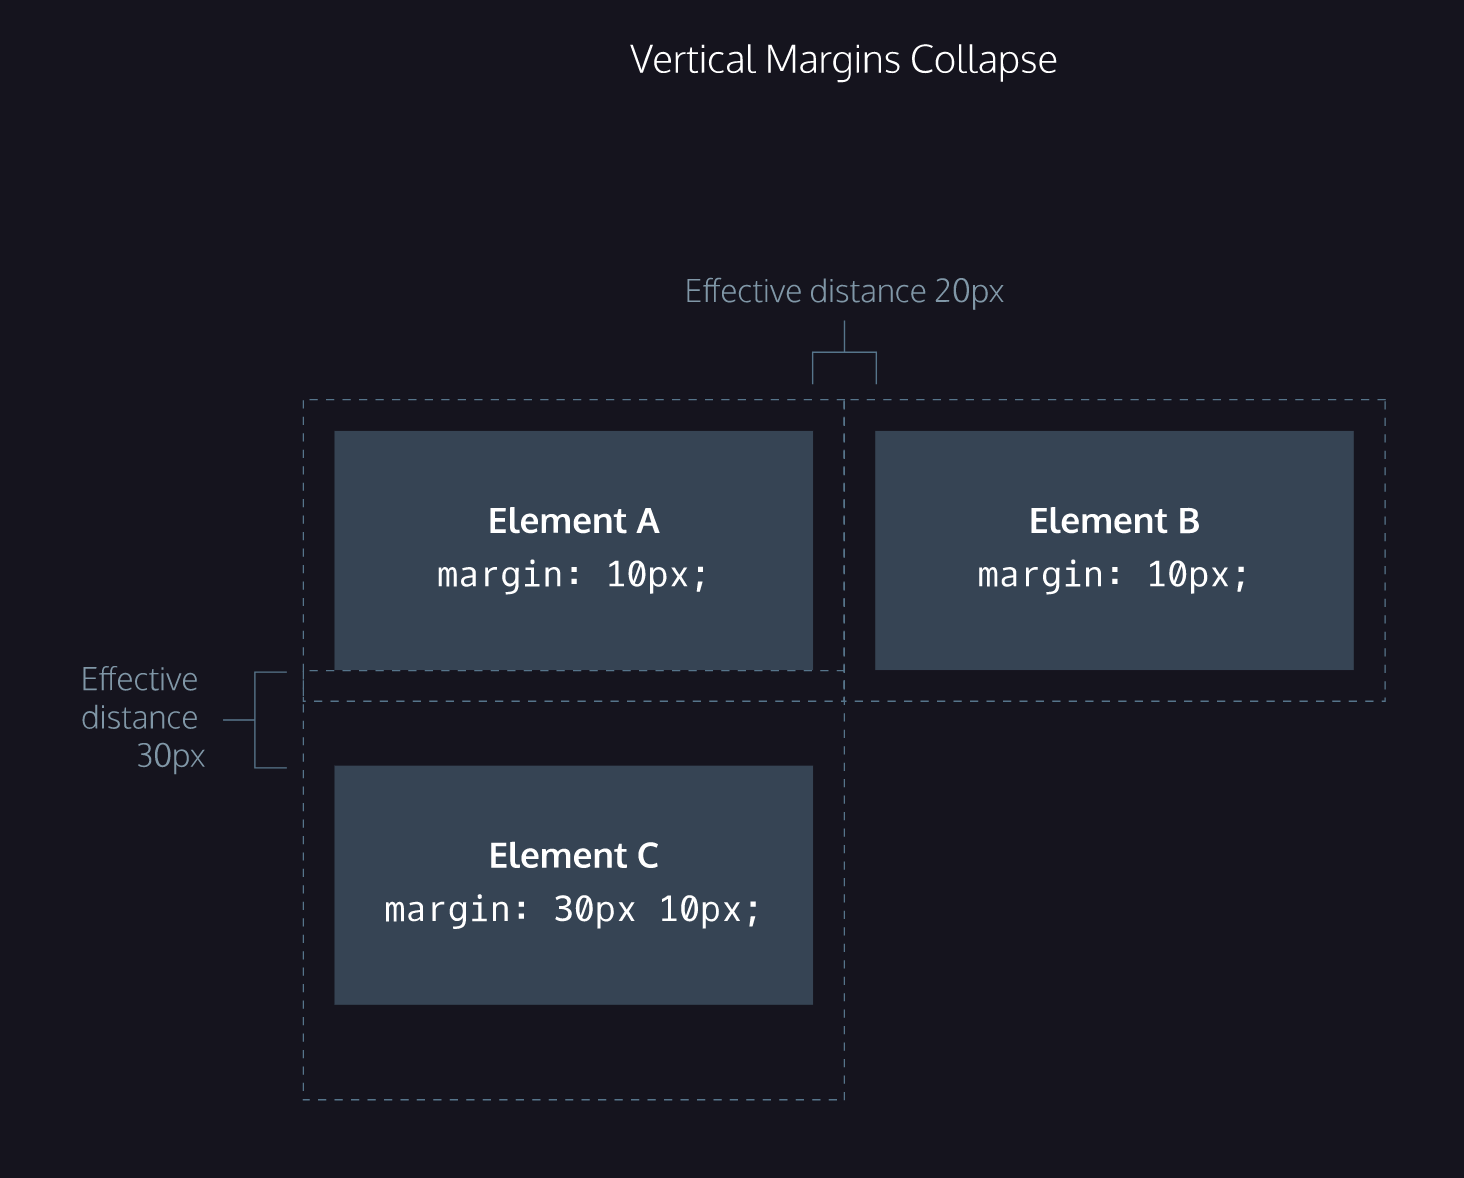 Vertical Margins Collapse
Effective distance 20px
Element A
margin: 10px;
Element B
margin: 10px;
Effective
distance
30px
Element C
margin: 30px 10px;